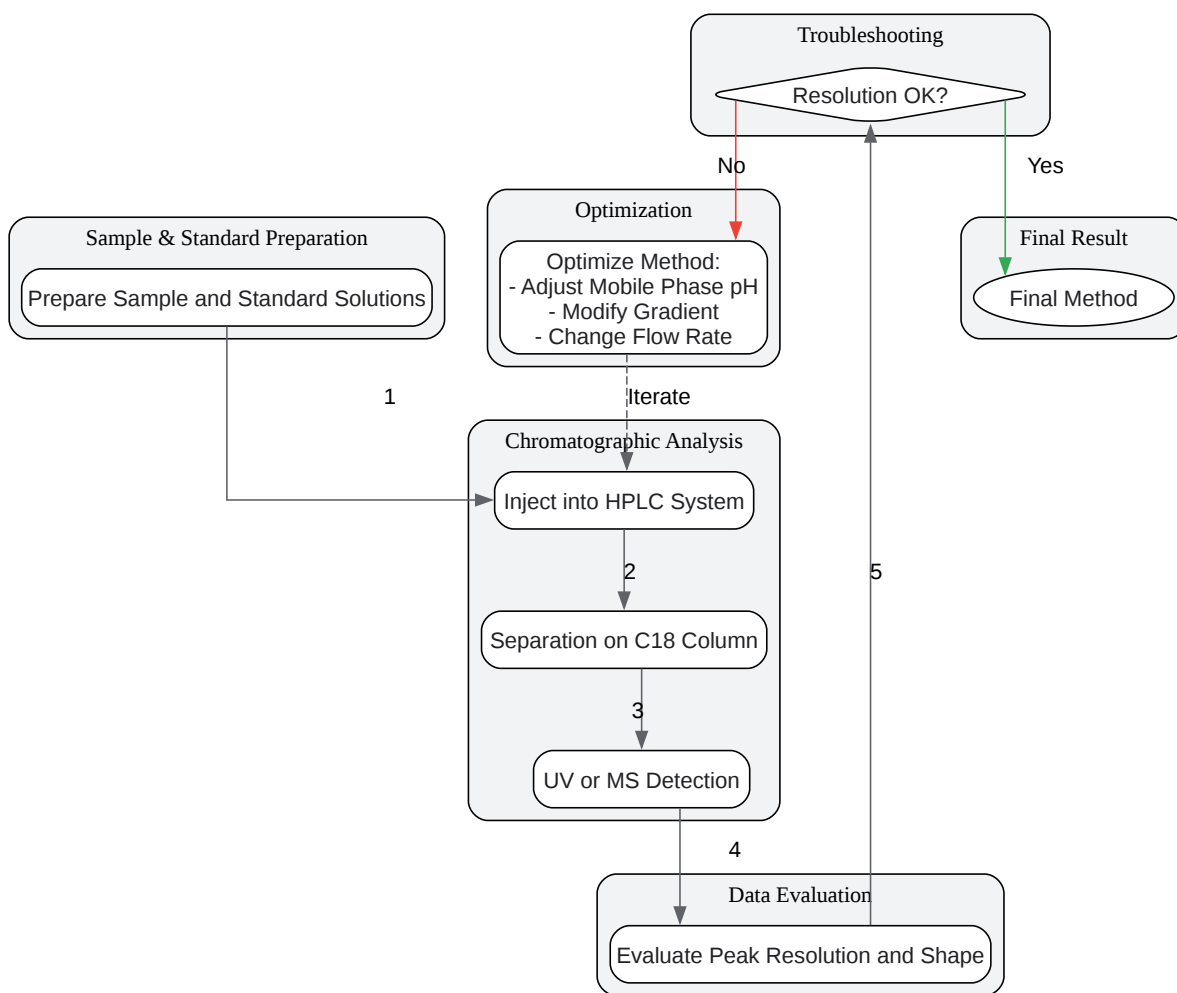 Troubleshooting
Resolution OK?
No
Yes
Optimization
Optimize Method:
- Adjust Mobile Phase pH
- Modify Gradient
- Change Flow Rate
Sample & Standard Preparation
Prepare Sample and Standard Solutions
Final Result
Final Method
1
Iterate
Chromatographic Analysis
Inject into HPLC System
2
5
Separation on C18 Column
3
UV or MS Detection
4
Data Evaluation
Evaluate Peak Resolution and Shape